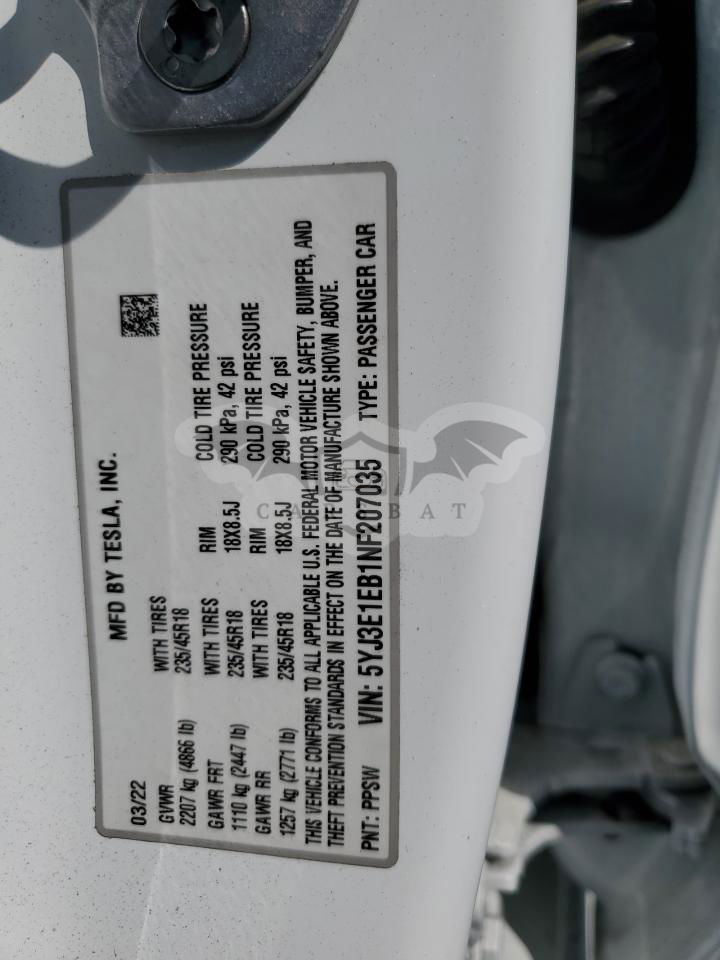 MFD BY TESLA, INC.
03/22
GVWR WITH TIRES RIM COLD TIRE PRESSURE
2207 kg (4866 lb) 235/45R18 18X8.5J 290 kPa, 42 psi
GAWR FRT WITH TIRES RIM COLD TIRE PRESSURE
1110 kg (2447 lb) 235/45R18 18X8.5J 290 kPa, 42 psi
GAWR RR WITH TIRES
1257 kg (2771 lb) 235/45R18
THIS VEHICLE CONFORMS TO ALL APPLICABLE U.S. FEDERAL MOTOR VEHICLE SAFETY, BUMPER, AND
THEFT PREVENTION STANDARDS IN EFFECT ON THE DATE OF MANUFACTURE SHOWN ABOVE.
PNT: PPSW VIN: 5YJ3E1EB1NF207035 TYPE: PASSENGER CAR